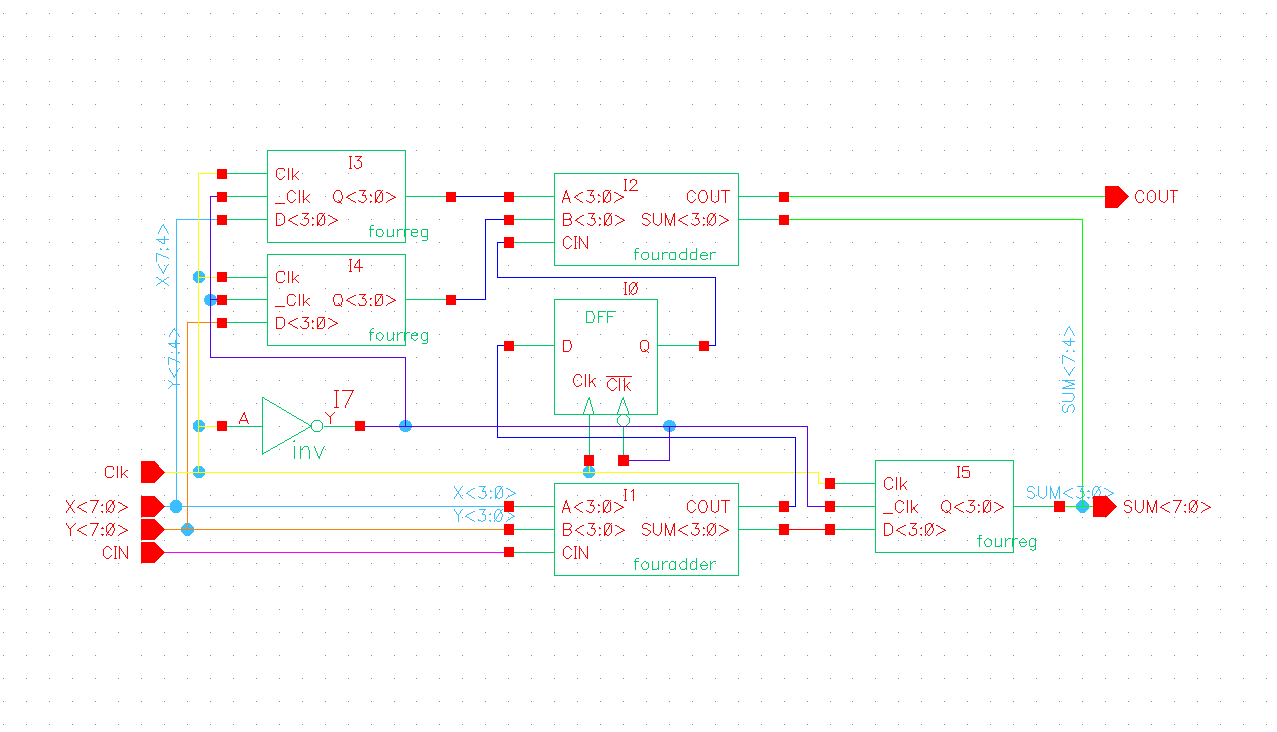 I3
Clk
_Clk
Q<3:0>
D<3:0>
fourreg
I2
A<3:0>
COUT
B<3:0>
SUM<3:0>
CIN
fouradder
COUT
X<7:4>
I4
Clk
_Clk
Q<3:0>
D<3:0>
fourreg
Y<7:4>
I0
DFF
D
Q
Clk
Clk
SUM<7:4>
I7
A
Y
inv
Clk
X<7:0>
Y<7:0>
CIN
X<3:0>
Y<3:0>
I1
A<3:0>
COUT
B<3:0>
SUM<3:0>
CIN
fouradder
I5
Clk
_Clk
Q<3:0>
D<3:0>
fourreg
SUM<3:0>
SUM<7:0>